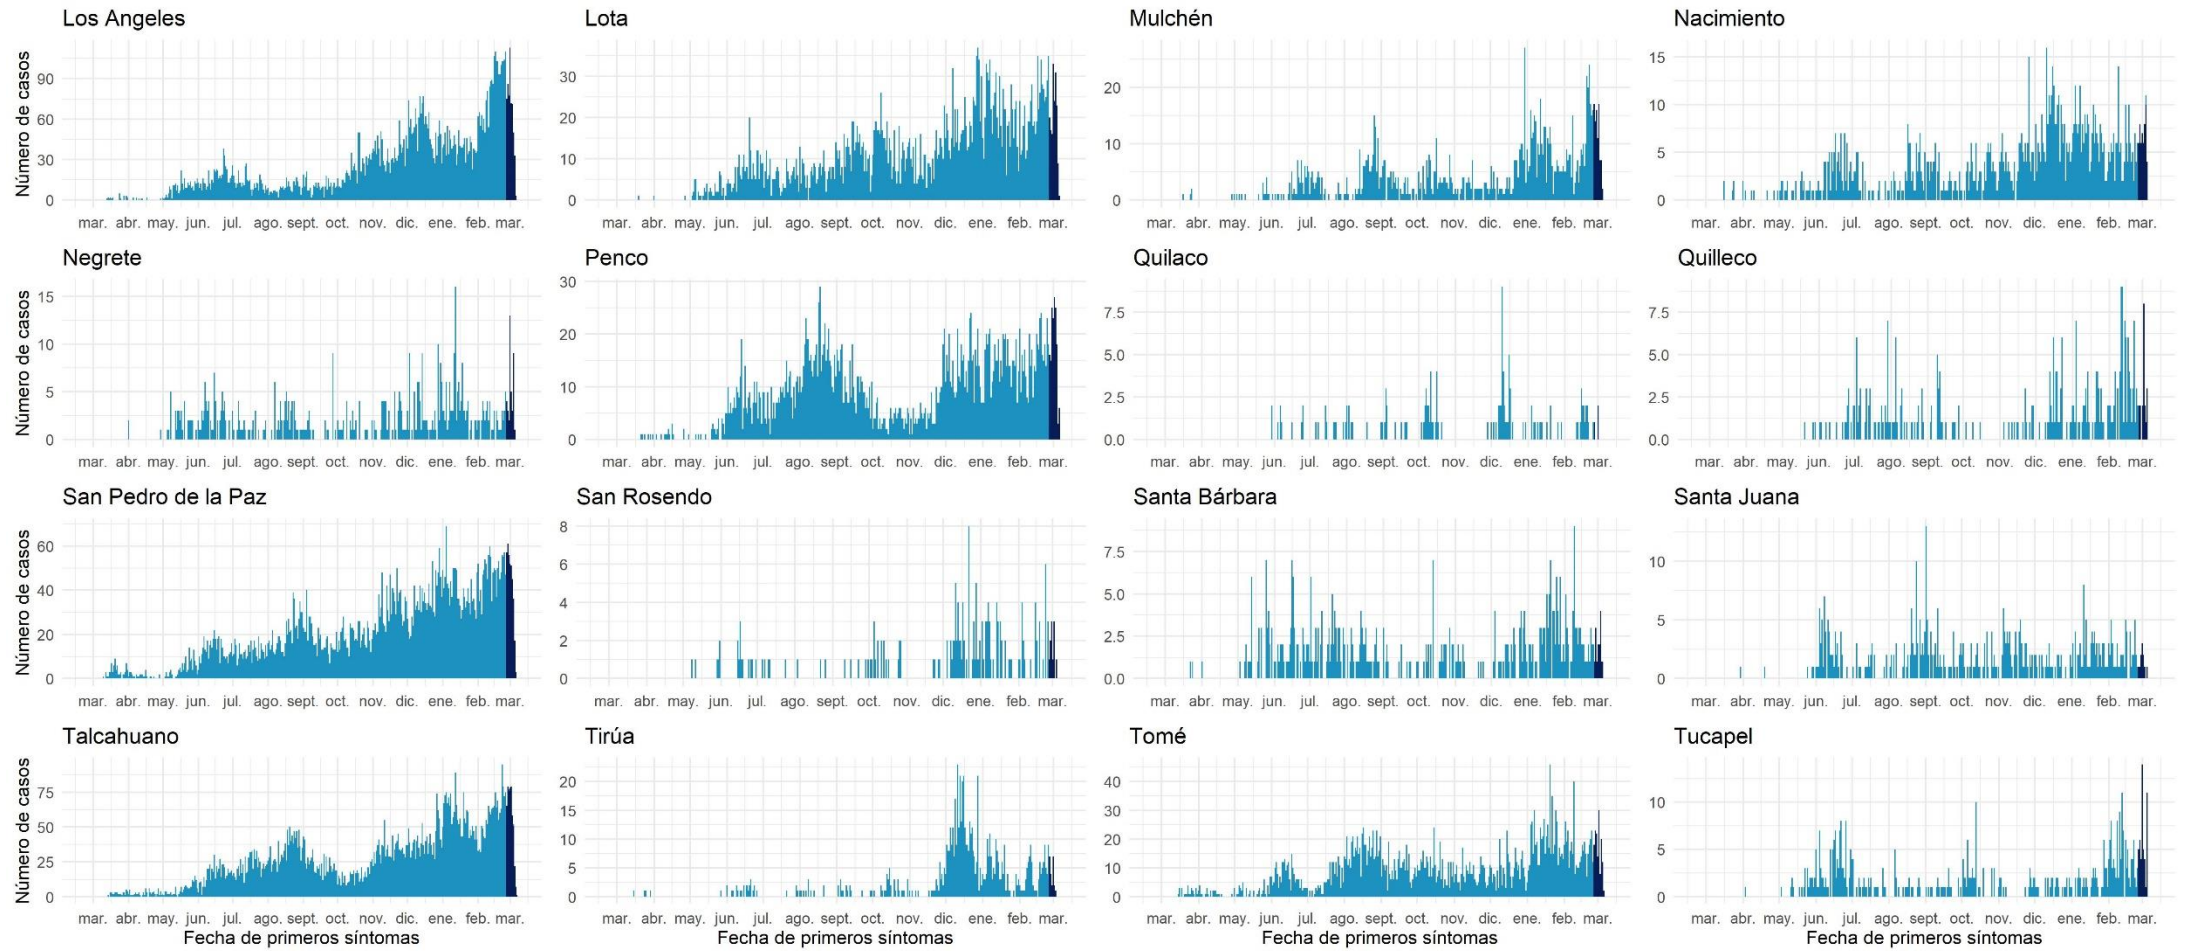 Los Angeles
Lota
Mulchén
Nacimiento
Número de casos
90
60
30
0
30
20
10
0
20
10
0
15
10
5
0
mar. abr. may. jun. jul. ago. sept. oct. nov. dic. ene. feb. mar.
mar. abr. may. jun. jul. ago. sept. oct. nov. dic. ene. feb. mar.
mar. abr. may. jun. jul. ago. sept. oct. nov. dic. ene. feb. mar.
mar. abr. may. jun. jul. ago. sept. oct. nov. dic. ene. feb. mar.
Negrete
Penco
Quilaco
Quilleco
Número de casos
15
10
5
0
30
20
10
0
7.5
5.0
2.5
0.0
7.5
5.0
2.5
0.0
mar. abr. may. jun. jul. ago. sept. oct. nov. dic. ene. feb. mar.
mar. abr. may. jun. jul. ago. sept. oct. nov. dic. ene. feb. mar.
mar. abr. may. jun. jul. ago. sept. oct. nov. dic. ene. feb. mar.
mar. abr. may. jun. jul. ago. sept. oct. nov. dic. ene. feb. mar.
San Pedro de la Paz
San Rosendo
Santa Bárbara
Santa Juana
Número de casos
60
40
20
0
8
6
4
2
0
7.5
5.0
2.5
0.0
10
5
0
mar. abr. may. jun. jul. ago. sept. oct. nov. dic. ene. feb. mar.
mar. abr. may. jun. jul. ago. sept. oct. nov. dic. ene. feb. mar.
mar. abr. may. jun. jul. ago. sept. oct. nov. dic. ene. feb. mar.
mar. abr. may. jun. jul. ago. sept. oct. nov. dic. ene. feb. mar.
Talcahuano
Tirúa
Tomé
Tucapel
Número de casos
75
50
25
0
20
15
10
5
0
40
30
20
10
0
10
5
0
mar. abr. may. jun. jul. ago. sept. oct. nov. dic. ene. feb. mar.
mar. abr. may. jun. jul. ago. sept. oct. nov. dic. ene. feb. mar.
mar. abr. may. jun. jul. ago. sept. oct. nov. dic. ene. feb. mar.
mar. abr. may. jun. jul. ago. sept. oct. nov. dic. ene. feb. mar.
Fecha de primeros síntomas
Fecha de primeros síntomas
Fecha de primeros síntomas
Fecha de primeros síntomas